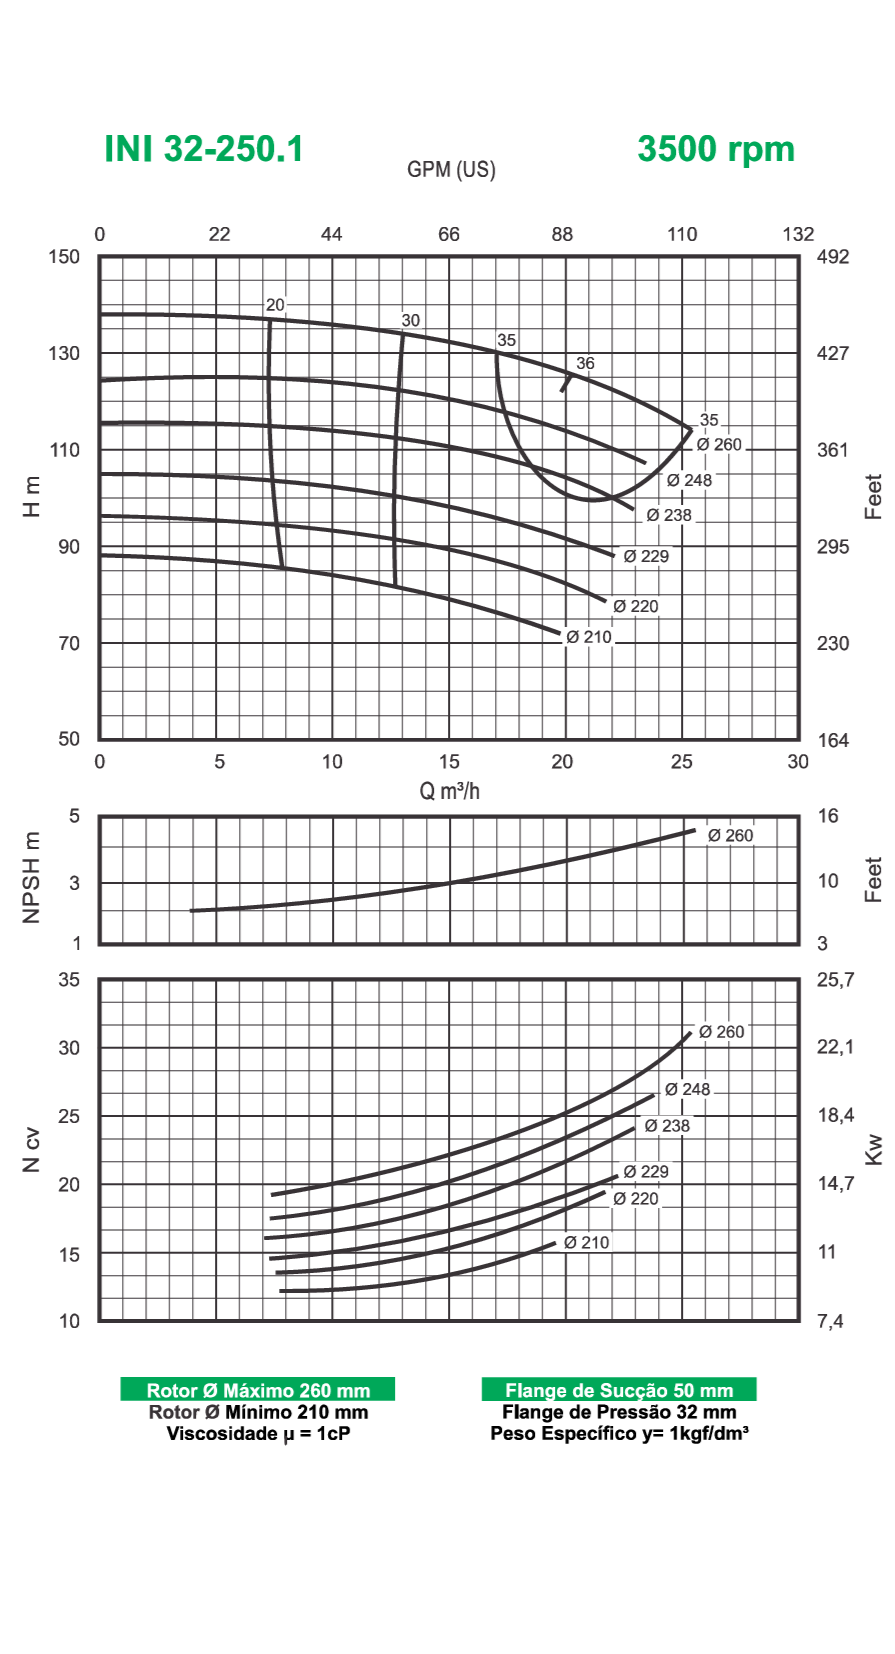 INI 32-250.1 3500 rpm
GPM (US)
0 22 44 66 88 110 132
150 492
20
30
35
130 427
36
35
Ø 260
110 361
Ø 248
H m Feet
Ø 238
90 295
Ø 229
Ø 220
Ø 210
70 230
50 164
0 5 10 15 20 25 30
Q m³/h
5 16
Ø 260
NPSH m Feet
3 10
1 3
35 25,7
Ø 260
30 22,1
Ø 248
25 18,4
Ø 238
N cv Kw
Ø 229
20 14,7
Ø 220
Ø 210
15 11
10 7,4
Rotor Ø Máximo 260 mm Flange de Sucção 50 mm
Rotor Ø Mínimo 210 mm Flange de Pressão 32 mm
Viscosidade μ = 1cP Peso Específico y= 1kgf/dm³